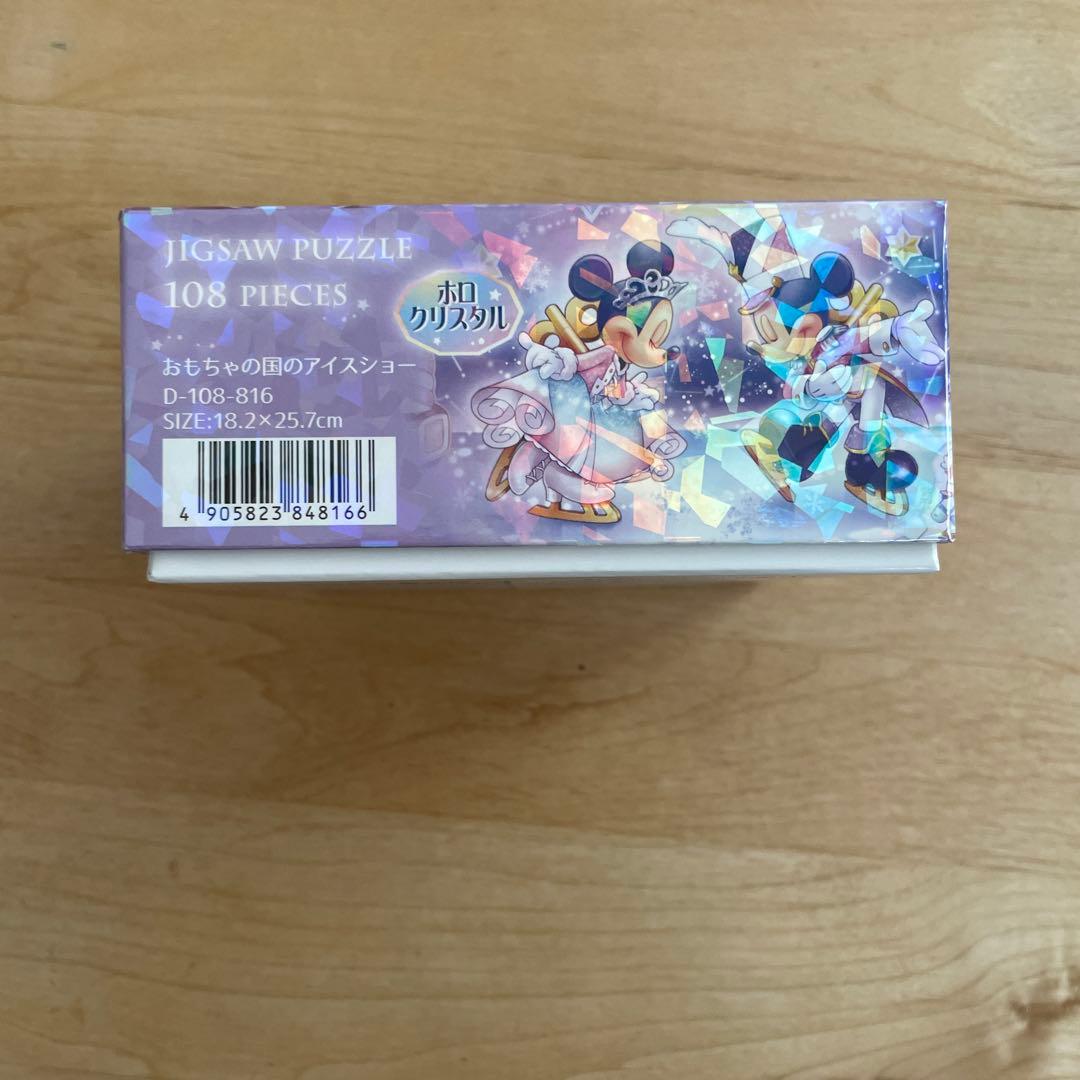 JIGSAW PUZZLE
108 PIECES
ホロ
クリスタル
おもちゃの国のアイスショー
D-108-816
SIZE:18.2×25.7cm
4 905823 848166